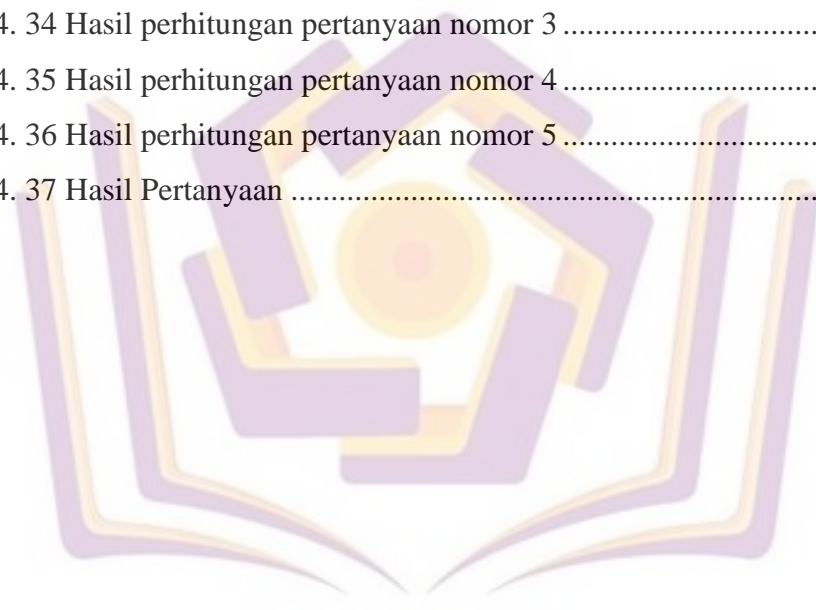 4. 34 Hasil perhitungan pertanyaan nomor 3 ................................
4. 35 Hasil perhitungan pertanyaan nomor 4 ................................
4. 36 Hasil perhitungan pertanyaan nomor 5 ................................
4. 37 Hasil Pertanyaan ..................................................................